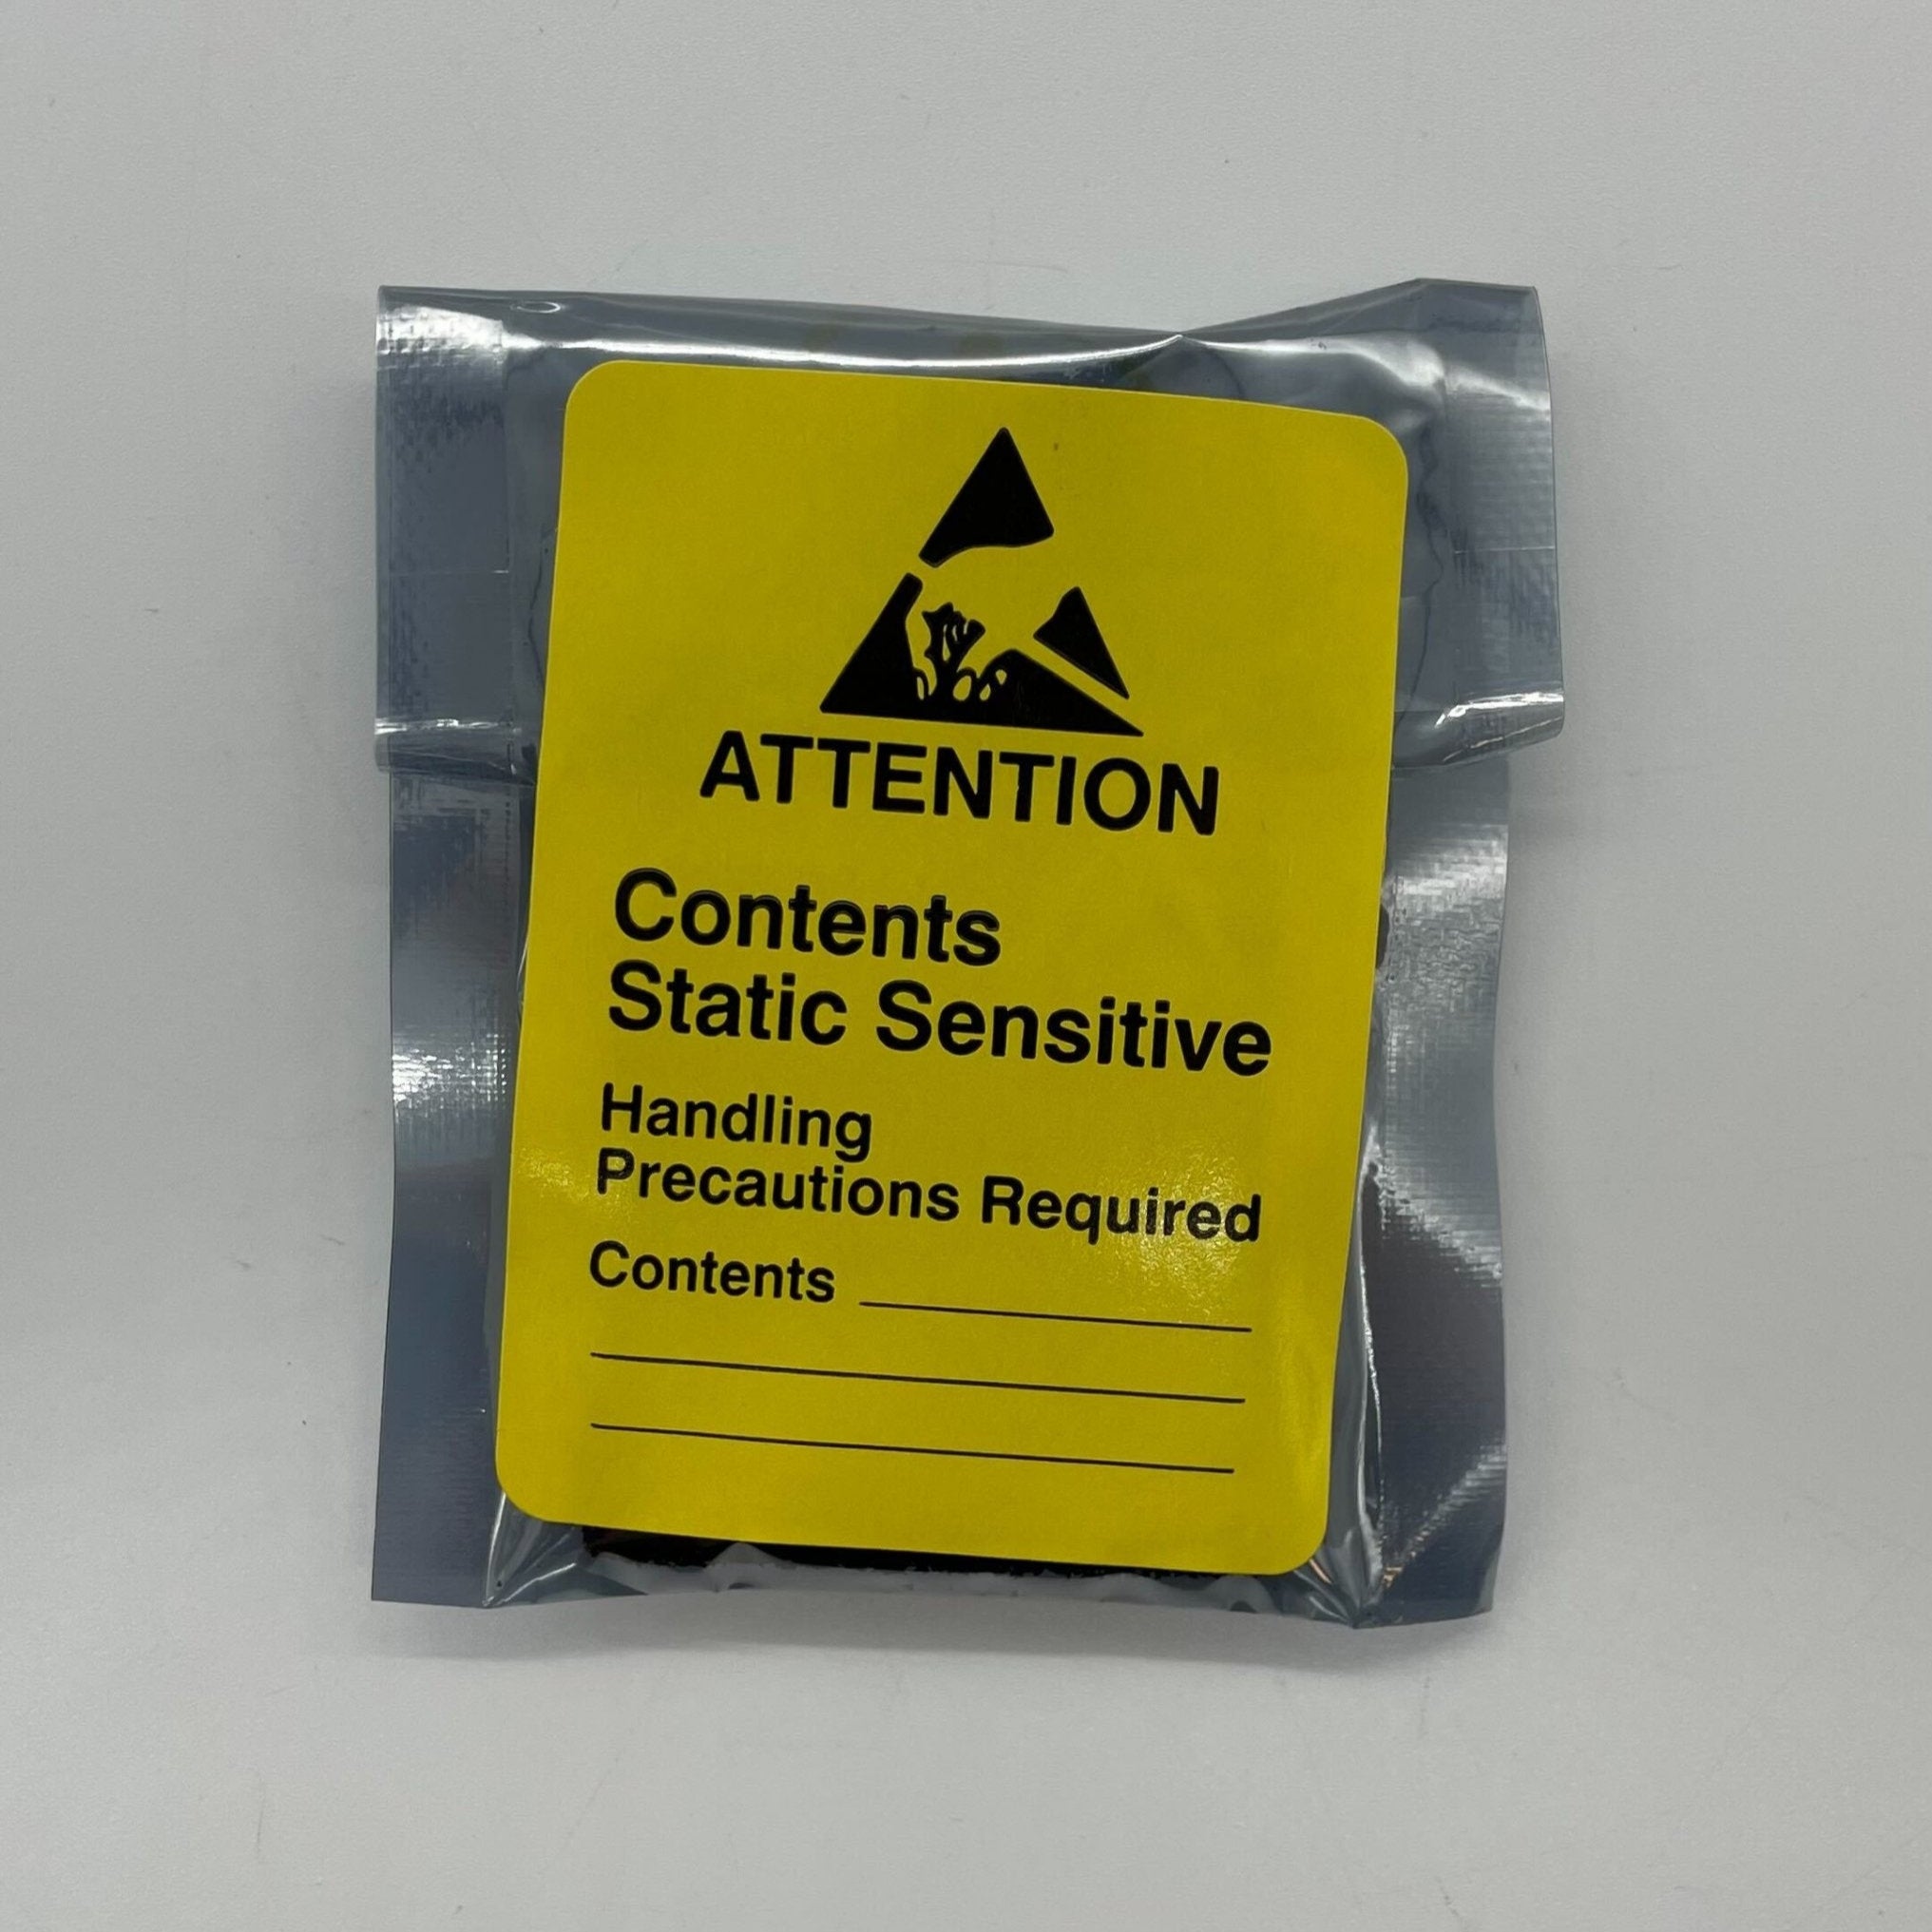 ATTENTION
Contents
Static Sensitive
Handling
Precautions Required
Contents